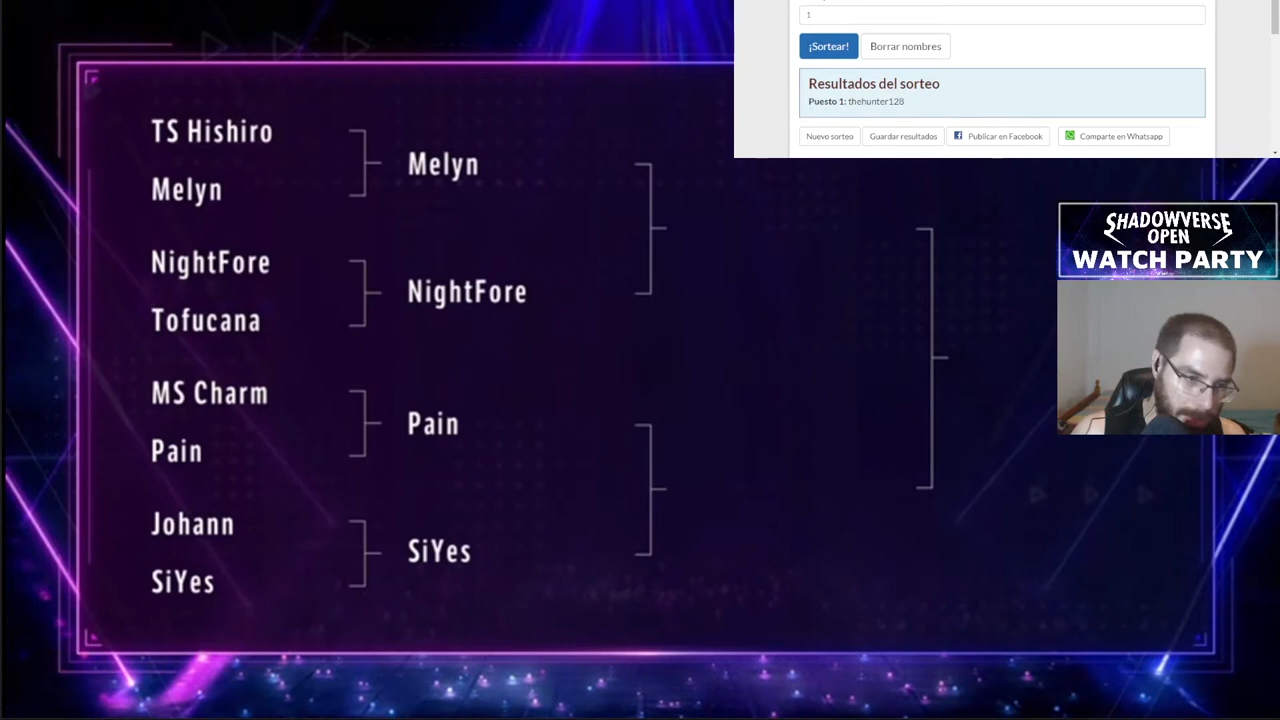 1
¡Sortear!
Borrar nombres
Resultados del sorteo
Puesto 1: thehunter128
Nuevo sorteo
Guardar resultados
Publicar en Facebook
Comparte en Whatsapp
TS Hishiro
Melyn
NightFore
Tofucana
MS Charm
Pain
Johann
SiYes
Melyn
NightFore
Pain
SiYes
SHADOWVERSE
OPEN
WATCH PARTY